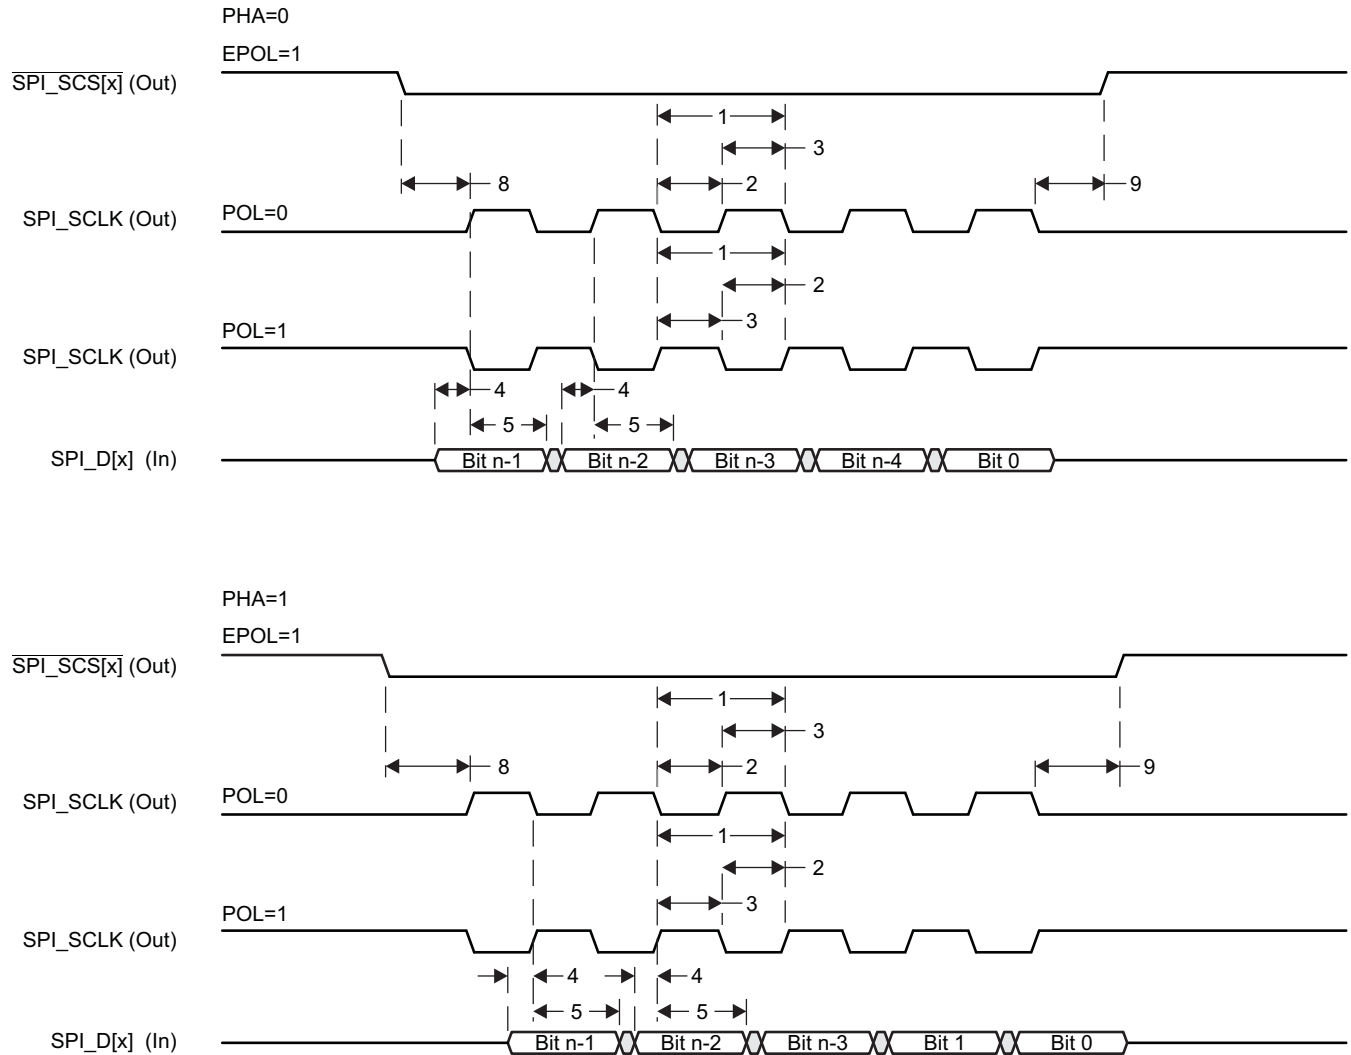 PHA=0
EPOL=1
SPI_SCS[x] (Out)
1
3
8
2
9
SPI_SCLK (Out)
POL=0
1
2
3
POL=1
SPI_SCLK (Out)
4
4
5
5
SPI_D[x] (In)
Bit n-1
Bit n-2
Bit n-3
Bit n-4
Bit 0
PHA=1
EPOL=1
SPI_SCS[x] (Out)
1
3
8
2
9
SPI_SCLK (Out)
POL=0
1
2
3
POL=1
SPI_SCLK (Out)
4
4
5
5
SPI_D[x] (In)
Bit n-1
Bit n-2
Bit n-3
Bit 1
Bit 0